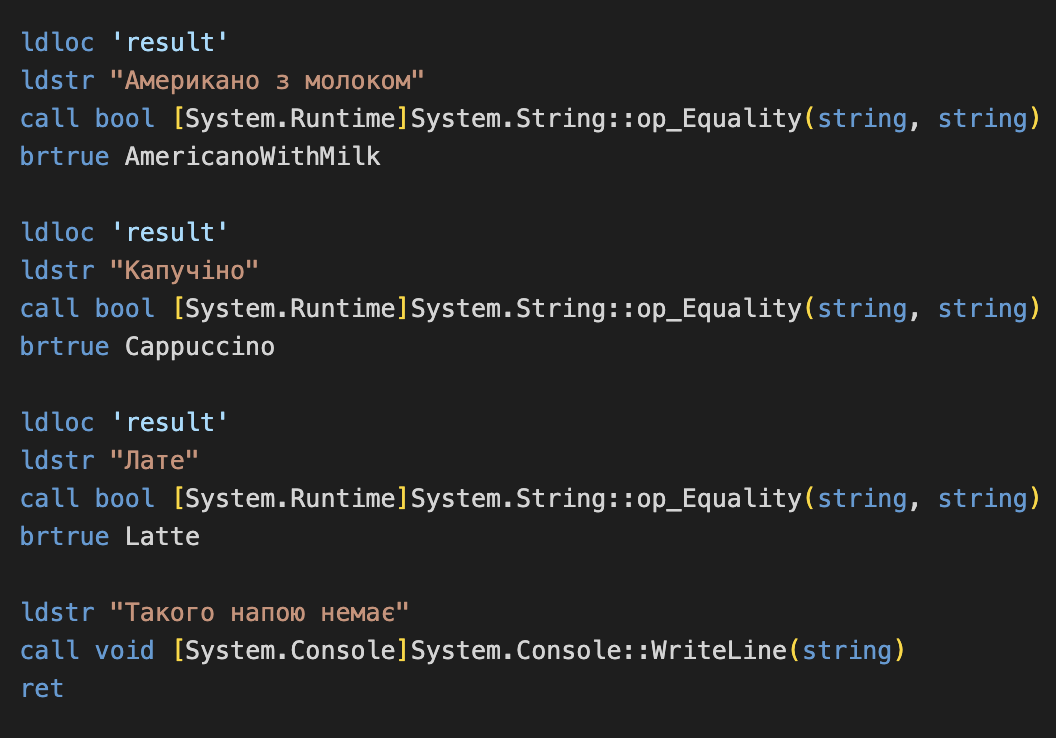 ldloc 'result'
ldstr "Американо з молоком"
call bool [System.Runtime]System.String::op_Equality(string, string)
brtrue AmericanoWithMilk
ldloc 'result'
ldstr "Капучіно"
call bool [System.Runtime]System.String::op_Equality(string, string)
brtrue Cappuccino
ldloc 'result'
ldstr "Лате"
call bool [System.Runtime]System.String::op_Equality(string, string)
brtrue Latte
ldstr "Такого напою немає"
call void [System.Console]System.Console::WriteLine(string)
ret